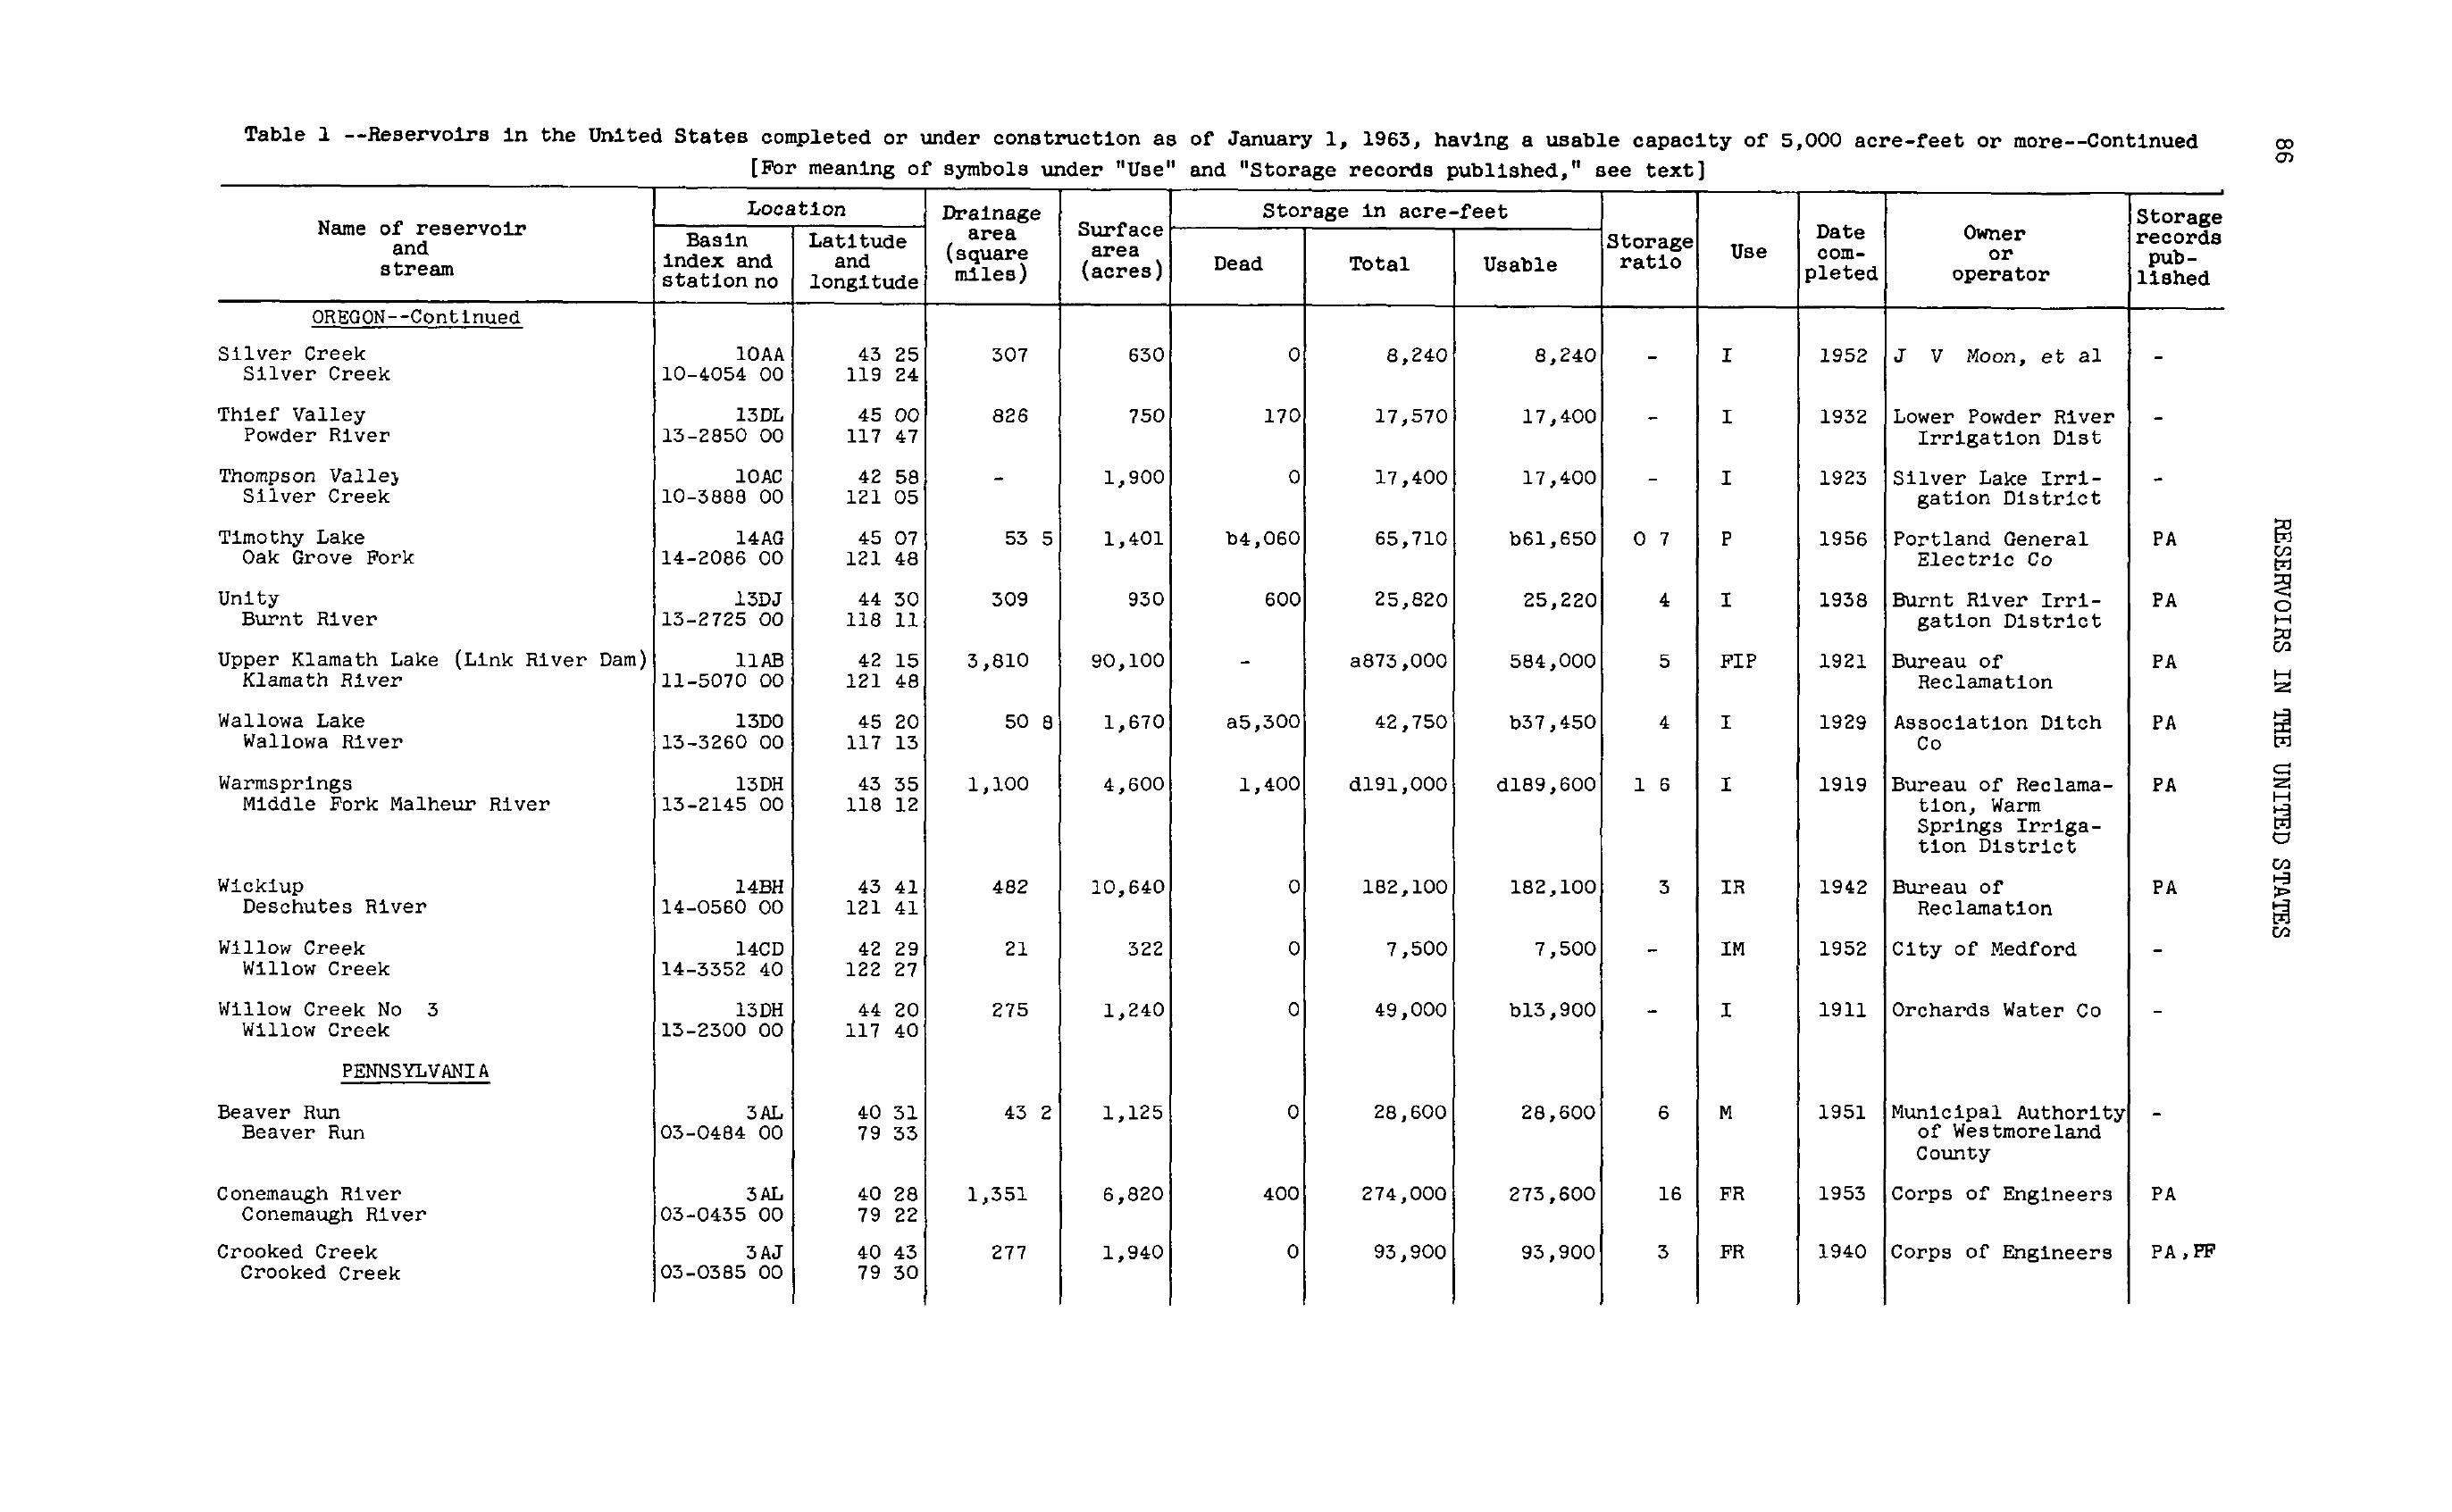 Table 1 --Reservoirs in the United States completed or under construction as of January 1, 1963, having a usable capacity of 5,000 acre-feet or more--Continued
[For meaning of symbols under "Use" and "Storage records published," see text]
Name of reservoir and stream | Location | Drainage area (square miles) | Surface area (acres) | Storage in acre-feet | Storage ratio | Use | Date com-pleted | Owner or operator | Storage records pub-lished
Basin index and station no | Latitude and longitude | Dead | Total | Usable
OREGON--Continued
Silver Creek 10AA 43 25 307 630 0 8,240 8,240 - I 1952 J V Moon, et al -
Silver Creek 10-4054 00 119 24
Thief Valley 13DL 45 00 826 750 170 17,570 17,400 - I 1932 Lower Powder River -
Powder River 13-2850 00 117 47 Irrigation Dist
Thompson Valley 10AC 42 58 - 1,900 0 17,400 17,400 - I 1923 Silver Lake Irri- -
Silver Creek 10-3888 00 121 05 gation District
Timothy Lake 14AG 45 07 53 5 1,401 b4,060 65,710 b61,650 0 7 P 1956 Portland General PA
Oak Grove Fork 14-2086 00 121 48 Electric Co
Unity 13DJ 44 30 309 930 600 25,820 25,220 4 I 1938 Burnt River Irri- PA
Burnt River 13-2725 00 118 11 gation District
Upper Klamath Lake (Link River Dam) 11AB 42 15 3,810 90,100 - a873,000 584,000 5 FIP 1921 Bureau of PA
Klamath River 11-5070 00 121 48 Reclamation
Wallowa Lake 13DO 45 20 50 8 1,670 a5,300 42,750 b37,450 4 I 1929 Association Ditch PA
Wallowa River 13-3260 00 117 13 Co
Warmsprings 13DH 43 35 1,100 4,600 1,400 d191,000 d189,600 1 6 I 1919 Bureau of Reclama- PA
Middle Fork Malheur River 13-2145 00 118 12 tion, Warm
Springs Irriga-
tion District
Wickiup 14BH 43 41 482 10,640 0 182,100 182,100 3 IR 1942 Bureau of PA
Deschutes River 14-0560 00 121 41 Reclamation
Willow Creek 14CD 42 29 21 322 0 7,500 7,500 - IM 1952 City of Medford -
Willow Creek 14-3352 40 122 27
Willow Creek No 3 13DH 44 20 275 1,240 0 49,000 b13,900 - I 1911 Orchards Water Co -
Willow Creek 13-2300 00 117 40
PENNSYLVANIA
Beaver Run 3AL 40 31 43 2 1,125 0 28,600 28,600 6 M 1951 Municipal Authority -
Beaver Run 03-0484 00 79 33 of Westmoreland
County
Conemaugh River 3AL 40 28 1,351 6,820 400 274,000 273,600 16 FR 1953 Corps of Engineers PA
Conemaugh River 03-0435 00 79 22
Crooked Creek 3AJ 40 43 277 1,940 0 93,900 93,900 3 FR 1940 Corps of Engineers PA,PF
Crooked Creek 03-0385 00 79 30
86
RESERVOIRS IN THE UNITED STATES